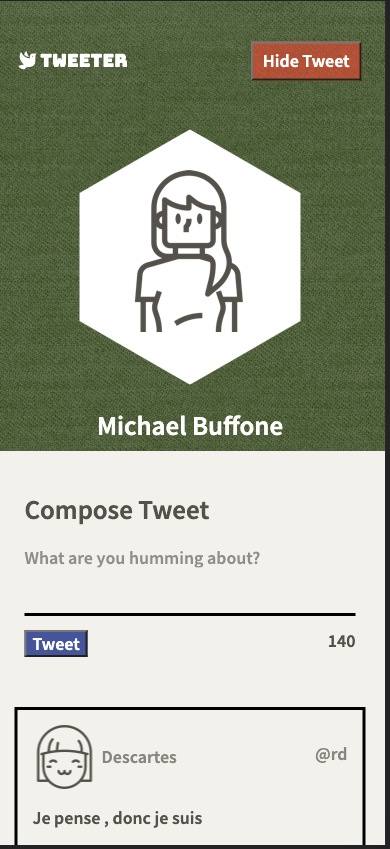 TWEETER
Hide Tweet
Michael Buffone
Compose Tweet
What are you humming about?
Tweet
140
Descartes
@rd
Je pense , donc je suis